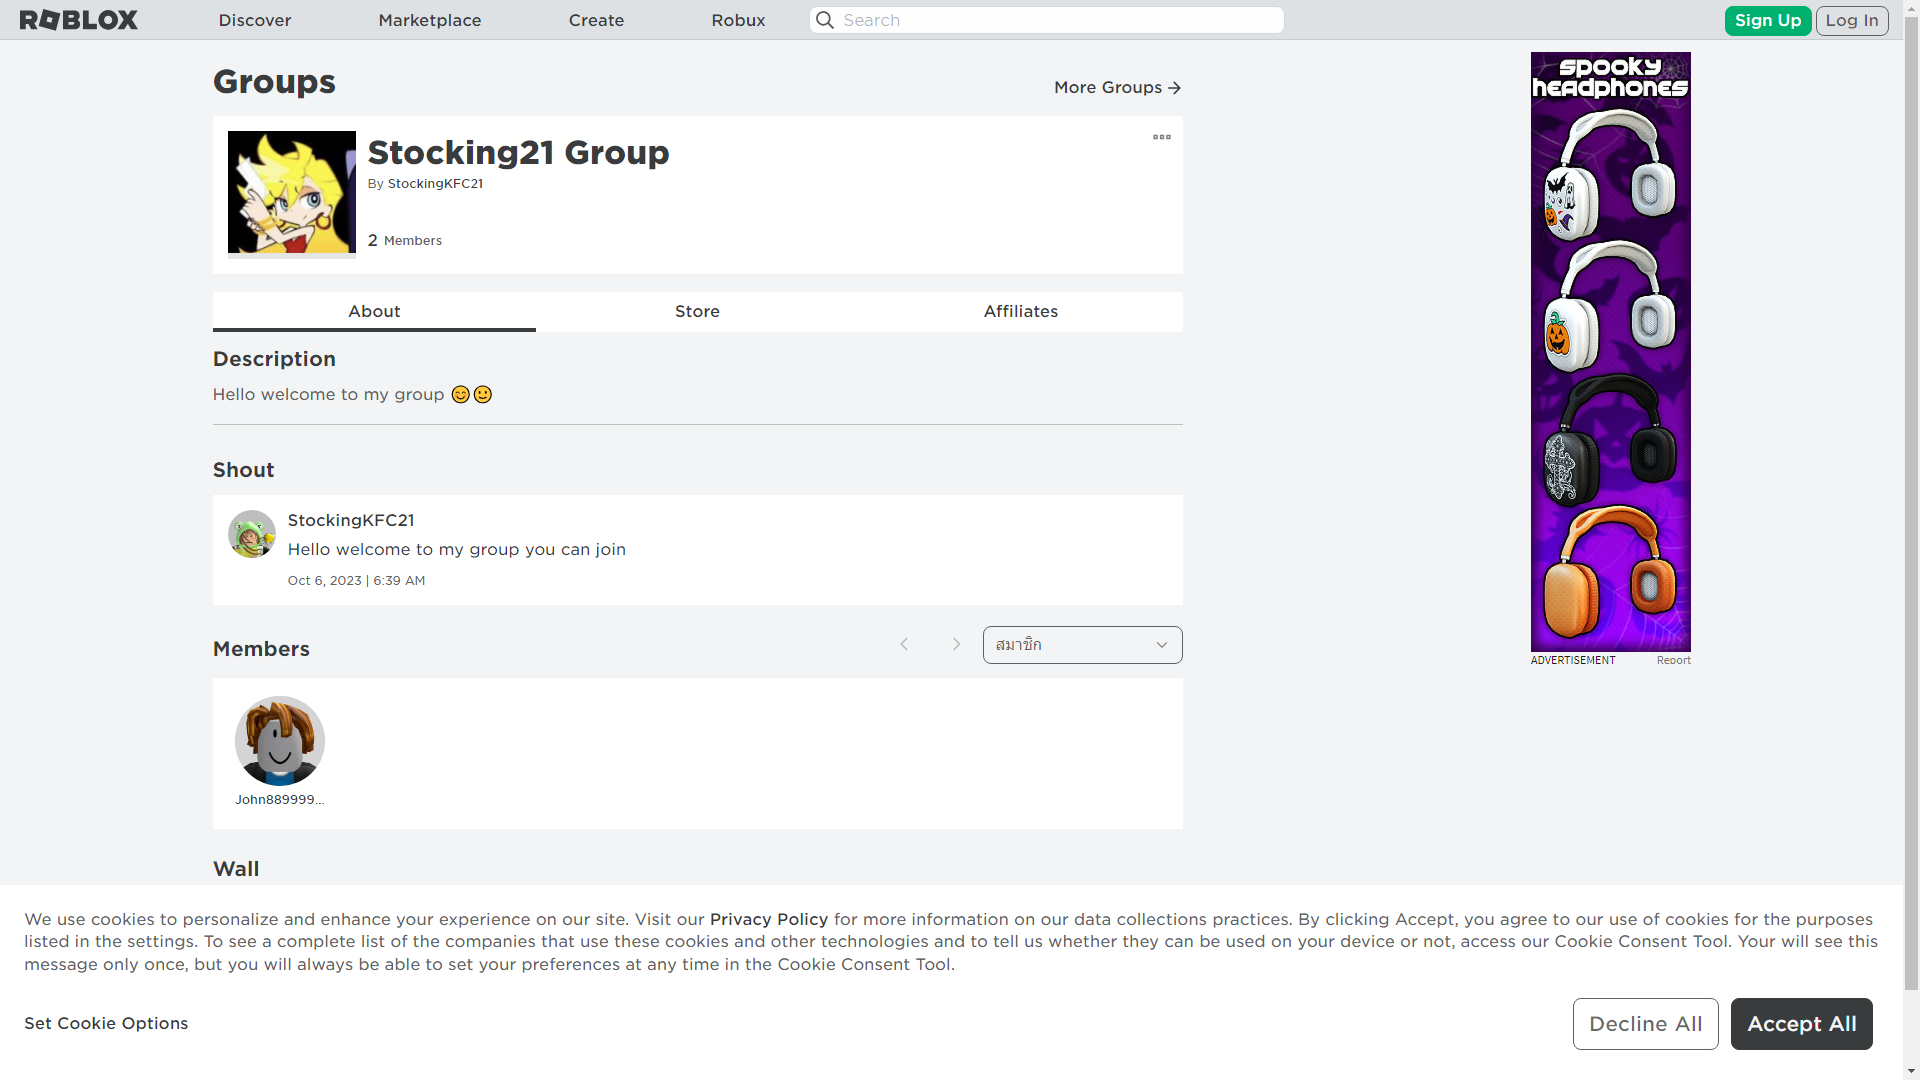 ROBLOX
Discover
Marketplace
Create
Robux
Search
Sign Up
Log In
Groups
More Groups
Stocking21 Group
By StockingKFC21
2 Members
About
Store
Affiliates
Description
Hello welcome to my group 😊🙂
Shout
StockingKFC21
Hello welcome to my group you can join
Oct 6, 2023 | 6:39 AM
Members
สมาชิก
John889999...
Wall
spooky
headphones
ADVERTISEMENT
Report
We use cookies to personalize and enhance your experience on our site. Visit our Privacy Policy for more information on our data collections practices. By clicking Accept, you agree to our use of cookies for the purposes
listed in the settings. To see a complete list of the companies that use these cookies and other technologies and to tell us whether they can be used on your device or not, access our Cookie Consent Tool. Your will see this
message only once, but you will always be able to set your preferences at any time in the Cookie Consent Tool.
Set Cookie Options
Decline All
Accept All